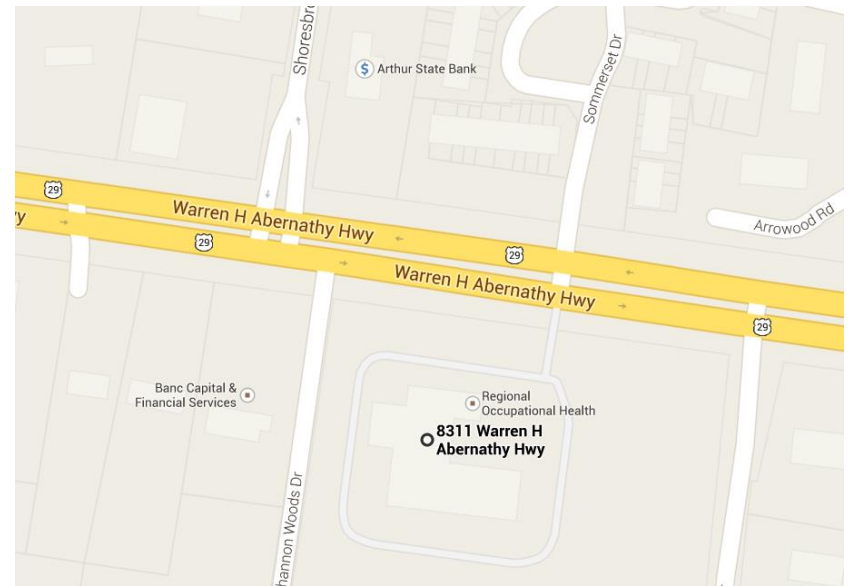 Shoresbro
$
Arthur State Bank
Sommerset Dr
29
Warren H Abernathy Hwy
Arrowood Rd
wy
29
29
Warren H Abernathy Hwy
29
Banc Capital &
Financial Services
Regional
Occupational Health
8311 Warren H
Abernathy Hwy
hannon Woods Dr